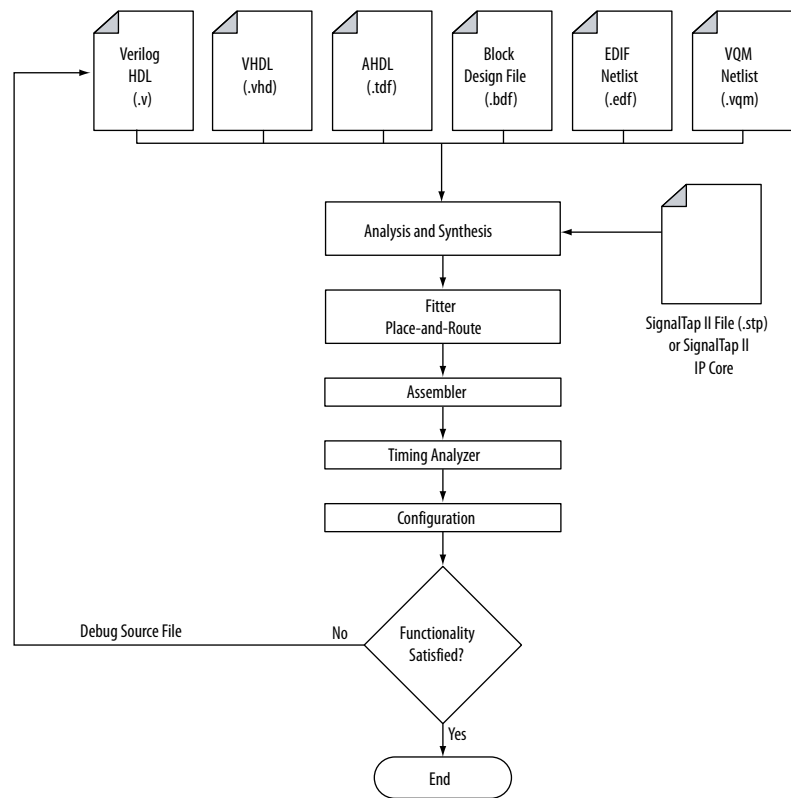 Verilog
HDL
(.v)
VHDL
(.vhd)
AHDL
(.tdf)
Block
Design File
(.bdf)
EDIF
Netlist
(.edf)
VQM
Netlist
(.vqm)
Analysis and Synthesis
SignalTap II File (.stp)
or SignalTap II
IP Core
Fitter
Place-and-Route
Assembler
Timing Analyzer
Configuration
Functionality
Satisfied?
Debug Source File
No
Yes
End